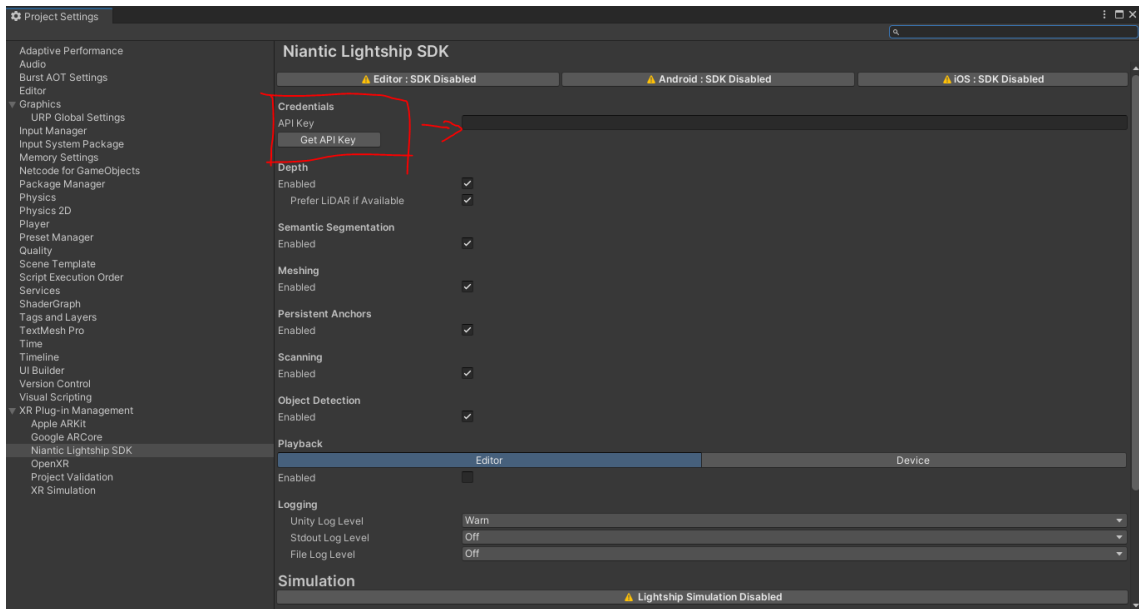 Project Settings
Adaptive Performance
Audio
Burst AOT Settings
Editor
Graphics
URP Global Settings
Input Manager
Input System Package
Memory Settings
Netcode for GameObjects
Package Manager
Physics
Physics 2D
Player
Preset Manager
Quality
Scene Template
Script Execution Order
Services
ShaderGraph
Tags and Layers
TextMesh Pro
Time
Timeline
UI Builder
Version Control
Visual Scripting
XR Plug-in Management
Apple ARKit
Google ARCore
Niantic Lightship SDK
OpenXR
Project Validation
XR Simulation
Niantic Lightship SDK
Editor : SDK Disabled Android : SDK Disabled iOS : SDK Disabled
Credentials
API Key
Get API Key
Depth
Enabled
Prefer LiDAR if Available
Semantic Segmentation
Enabled
Meshing
Enabled
Persistent Anchors
Enabled
Scanning
Enabled
Object Detection
Enabled
Playback
Editor Device
Enabled
Logging
Unity Log Level Warn
Stdout Log Level Off
File Log Level Off
Simulation
Lightship Simulation Disabled